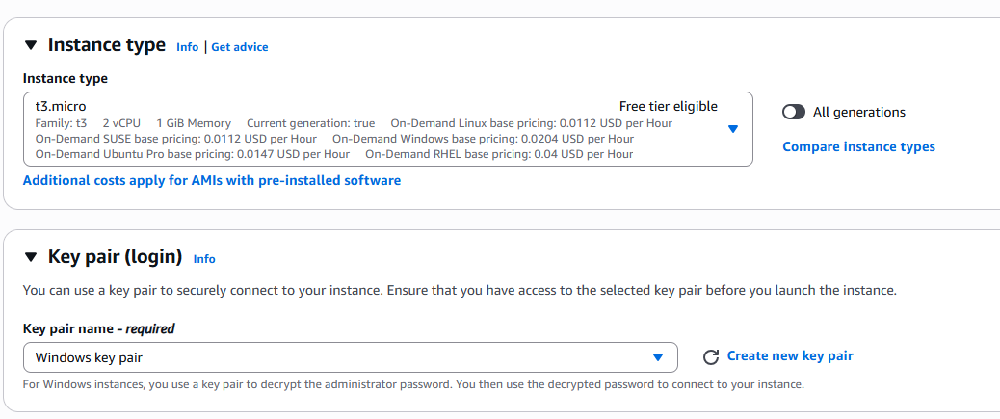 Instance type Info | Get advice
Instance type
t3.micro Free tier eligible
Family: t3 2 vCPU 1 GiB Memory Current generation: true On-Demand Linux base pricing: 0.0112 USD per Hour
On-Demand SUSE base pricing: 0.0112 USD per Hour On-Demand Windows base pricing: 0.0204 USD per Hour
On-Demand Ubuntu Pro base pricing: 0.0147 USD per Hour On-Demand RHEL base pricing: 0.04 USD per Hour
All generations
Compare instance types
Additional costs apply for AMIs with pre-installed software
Key pair (login) Info
You can use a key pair to securely connect to your instance. Ensure that you have access to the selected key pair before you launch the instance.
Key pair name - required
Windows key pair
Create new key pair
For Windows instances, you use a key pair to decrypt the administrator password. You then use the decrypted password to connect to your instance.